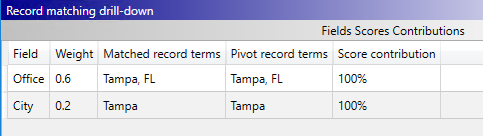 Record matching drill-down
Fields Scores Contributions
Field Weight Matched record terms Pivot record terms Score contribution
Office 0.6 Tampa, FL Tampa, FL 100%
City 0.2 Tampa Tampa 100%